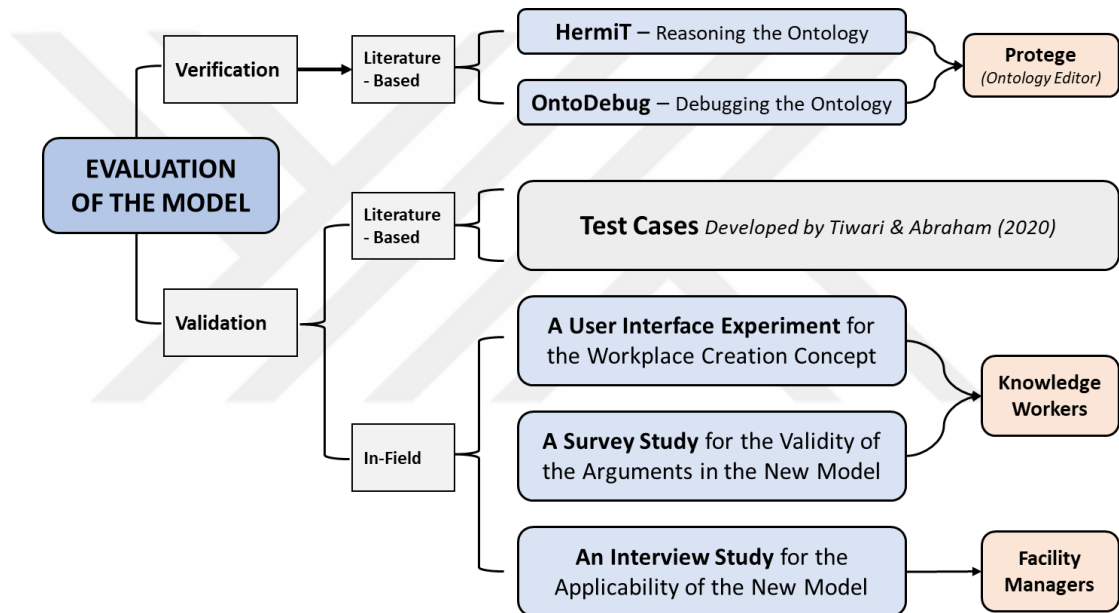 EVALUATION
OF THE MODEL
Verification
Literature
- Based
HermiT – Reasoning the Ontology
OntoDebug – Debugging the Ontology
Protege
(Ontology Editor)
Validation
Literature
- Based
Test Cases Developed by Tiwari & Abraham (2020)
In-Field
A User Interface Experiment for
the Workplace Creation Concept
A Survey Study for the Validity of
the Arguments in the New Model
Knowledge
Workers
An Interview Study for the
Applicability of the New Model
Facility
Managers